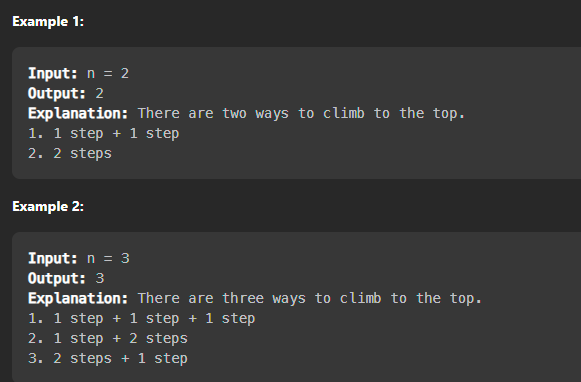 Example 1:
Input: n = 2
Output: 2
Explanation: There are two ways to climb to the top.
1. 1 step + 1 step
2. 2 steps
Example 2:
Input: n = 3
Output: 3
Explanation: There are three ways to climb to the top.
1. 1 step + 1 step + 1 step
2. 1 step + 2 steps
3. 2 steps + 1 step